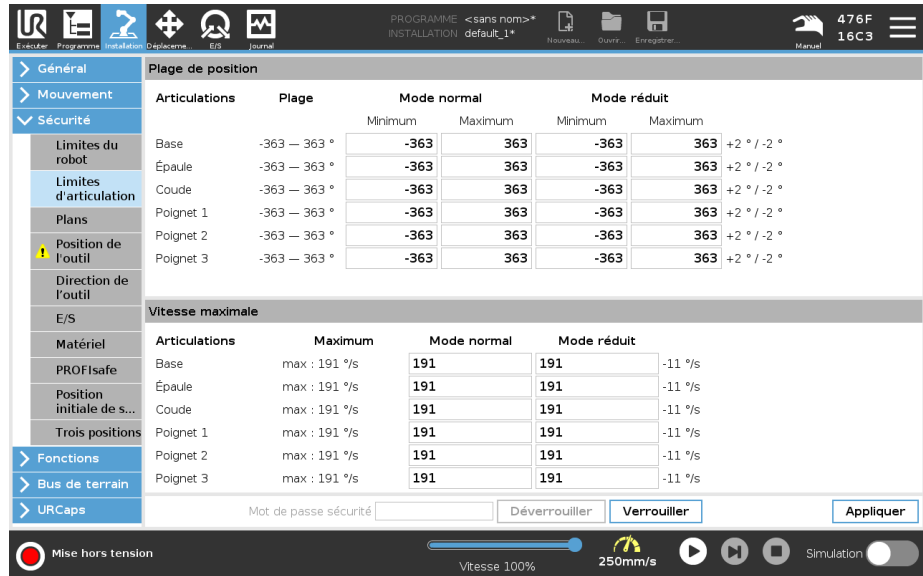 PROGRAMME <sans nom>*
INSTALLATION default_1*
Exécuter Programme Installation Déplaceme... E/S Journal
Nouveau... Ouvrir... Enregistrer...
Manuel
476F
16C3
Général
Mouvement
Sécurité
Limites du
robot
Limites
d'articulation
Plans
Position de
l'outil
Direction de
l'outil
E/S
Matériel
PROFIsafe
Position
initiale de s...
Trois positions
Fonctions
Bus de terrain
URCaps
Plage de position
Articulations Plage Mode normal Mode réduit
Minimum Maximum Minimum Maximum
Base -363 — 363 ° -363 363 -363 363 +2 ° / -2 °
Épaule -363 — 363 ° -363 363 -363 363 +2 ° / -2 °
Coude -363 — 363 ° -363 363 -363 363 +2 ° / -2 °
Poignet 1 -363 — 363 ° -363 363 -363 363 +2 ° / -2 °
Poignet 2 -363 — 363 ° -363 363 -363 363 +2 ° / -2 °
Poignet 3 -363 — 363 ° -363 363 -363 363 +2 ° / -2 °
Vitesse maximale
Articulations Maximum Mode normal Mode réduit
Base max : 191 °/s 191 191 -11 °/s
Épaule max : 191 °/s 191 191 -11 °/s
Coude max : 191 °/s 191 191 -11 °/s
Poignet 1 max : 191 °/s 191 191 -11 °/s
Poignet 2 max : 191 °/s 191 191 -11 °/s
Poignet 3 max : 191 °/s 191 191 -11 °/s
Mot de passe sécurité Déverrouiller Verrouiller Appliquer
Mise hors tension
Vitesse 100%
250mm/s
Simulation